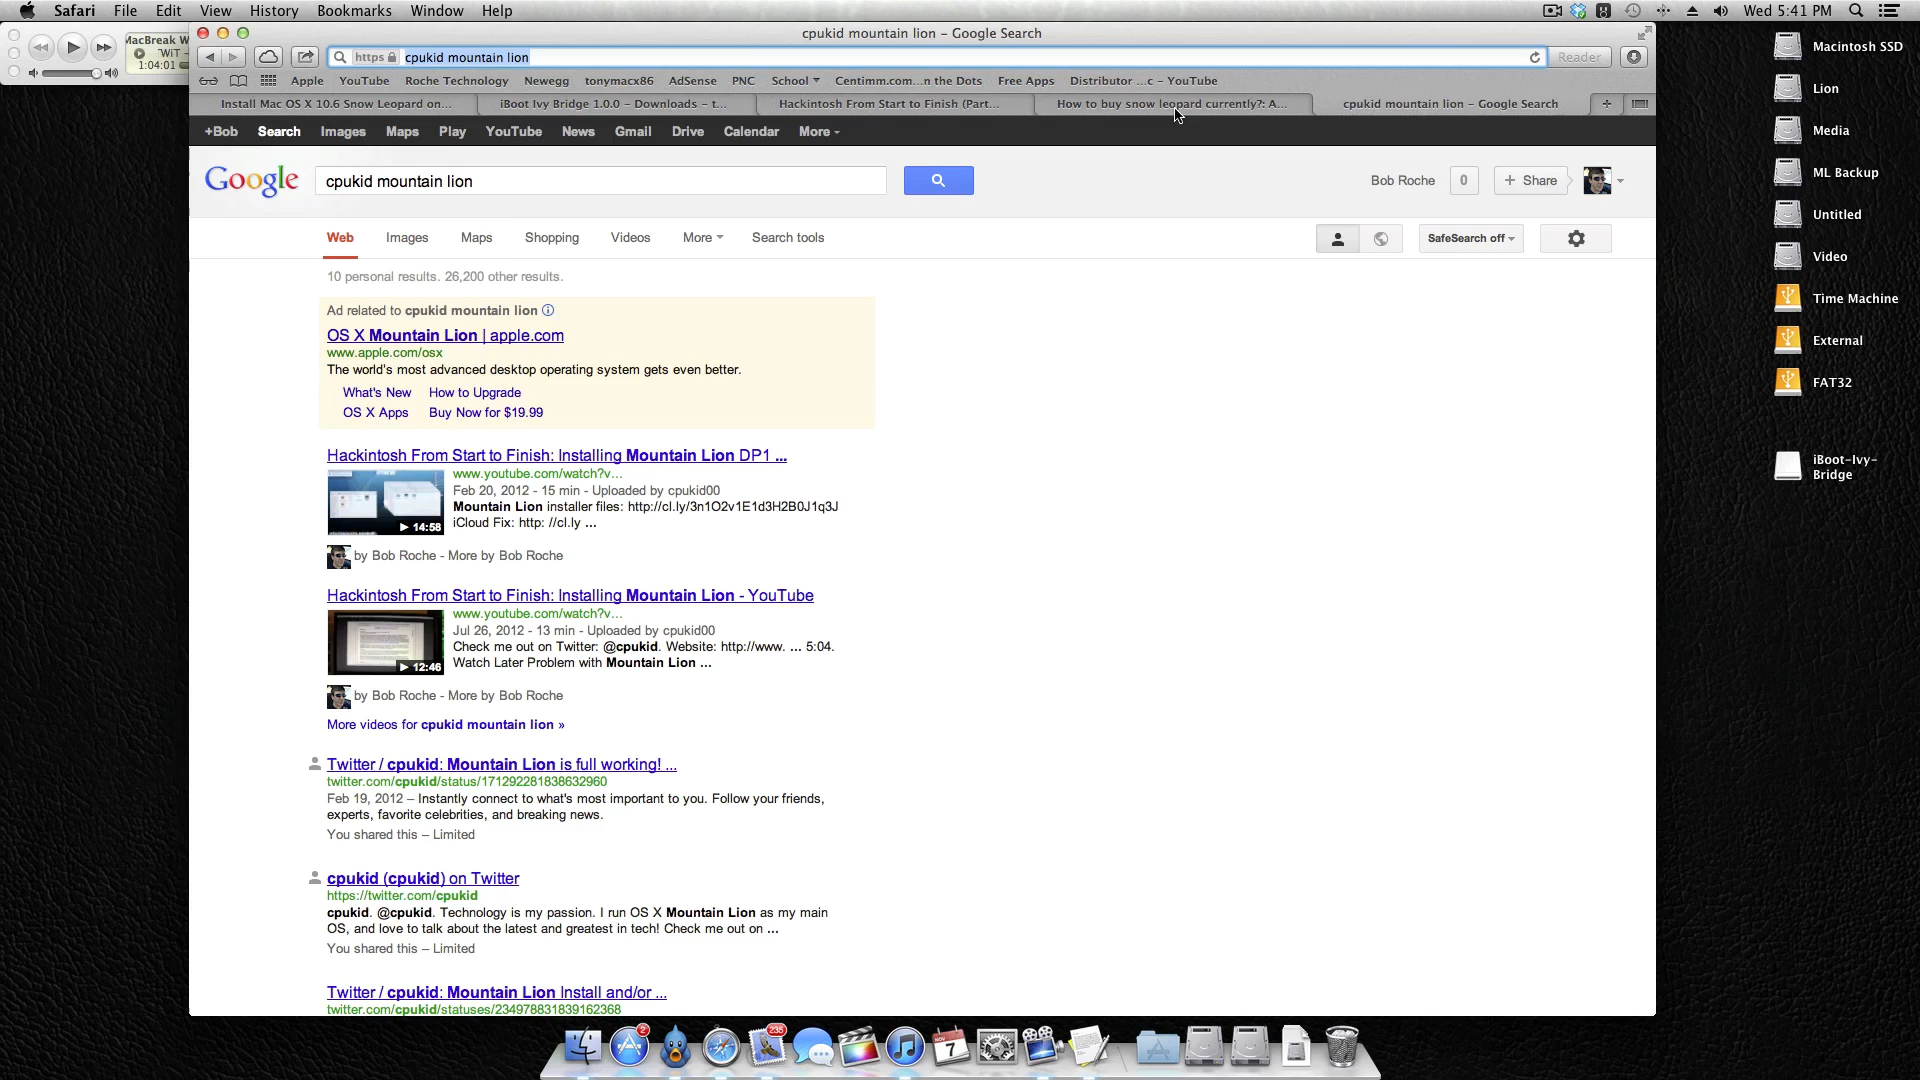 Safari File Edit View History Bookmarks Window Help
Wed 5:41 PM
MacBreak W
TWiT -
1:04:01
cpukid mountain lion – Google Search
https cpukid mountain lion
Reader
Apple YouTube Roche Technology Newegg tonymacx86 AdSense PNC School Centimm.com...n the Dots Free Apps Distributor ...c – YouTube
Install Mac OS X 10.6 Snow Leopard on... iBoot Ivy Bridge 1.0.0 – Downloads – t... Hackintosh From Start to Finish (Part... How to buy snow leopard currently?: A... cpukid mountain lion – Google Search
+Bob Search Images Maps Play YouTube News Gmail Drive Calendar More
Google
cpukid mountain lion
Bob Roche 0 + Share
Web Images Maps Shopping Videos More Search tools
SafeSearch off
10 personal results. 26,200 other results.
Ad related to cpukid mountain lion
OS X Mountain Lion | apple.com
www.apple.com/osx
The world's most advanced desktop operating system gets even better.
What's New How to Upgrade
OS X Apps Buy Now for $19.99
Hackintosh From Start to Finish: Installing Mountain Lion DP1 ...
www.youtube.com/watch?v...
Feb 20, 2012 - 15 min - Uploaded by cpukid00
Mountain Lion installer files: http://cl.ly/3n1O2v1E1d3H2B0J1q3J
iCloud Fix: http: //cl.ly ...
14:58
by Bob Roche - More by Bob Roche
Hackintosh From Start to Finish: Installing Mountain Lion - YouTube
www.youtube.com/watch?v...
Jul 26, 2012 - 13 min - Uploaded by cpukid00
Check me out on Twitter: @cpukid. Website: http://www. ... 5:04.
Watch Later Problem with Mountain Lion ...
12:46
by Bob Roche - More by Bob Roche
More videos for cpukid mountain lion »
Twitter / cpukid: Mountain Lion is full working! ...
twitter.com/cpukid/status/171292281838632960
Feb 19, 2012 – Instantly connect to what's most important to you. Follow your friends,
experts, favorite celebrities, and breaking news.
You shared this – Limited
cpukid (cpukid) on Twitter
https://twitter.com/cpukid
cpukid. @cpukid. Technology is my passion. I run OS X Mountain Lion as my main
OS, and love to talk about the latest and greatest in tech! Check me out on ...
You shared this – Limited
Twitter / cpukid: Mountain Lion Install and/or ...
twitter.com/cpukid/statuses/234978831839162368
Macintosh SSD
Lion
Media
ML Backup
Untitled
Video
Time Machine
External
FAT32
iBoot-Ivy-
Bridge
2
235
NOV
7